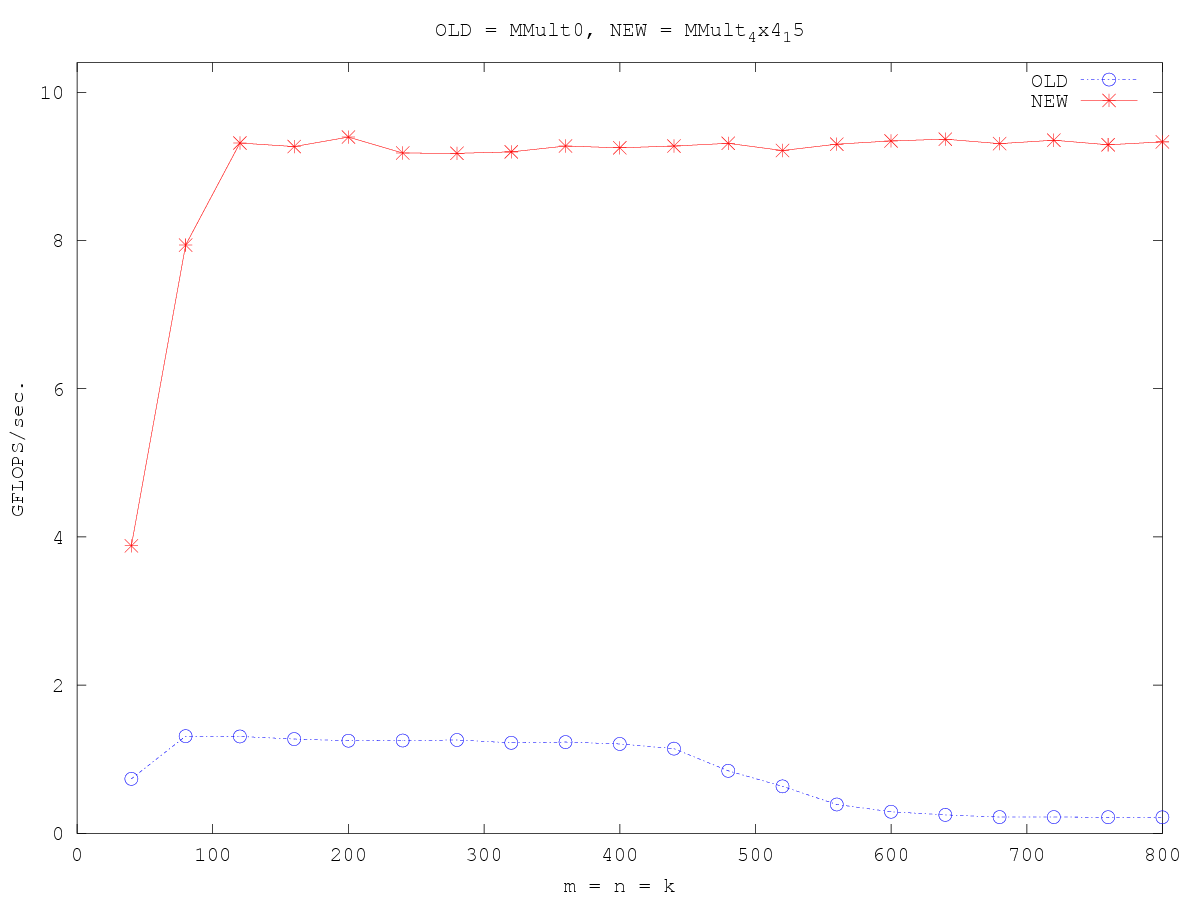 OLD = MMult0, NEW = MMult₄x4₁5
OLD
NEW
10
8
6
4
2
0
GFLOPS/sec.
0 100 200 300 400 500 600 700 800
m = n = k